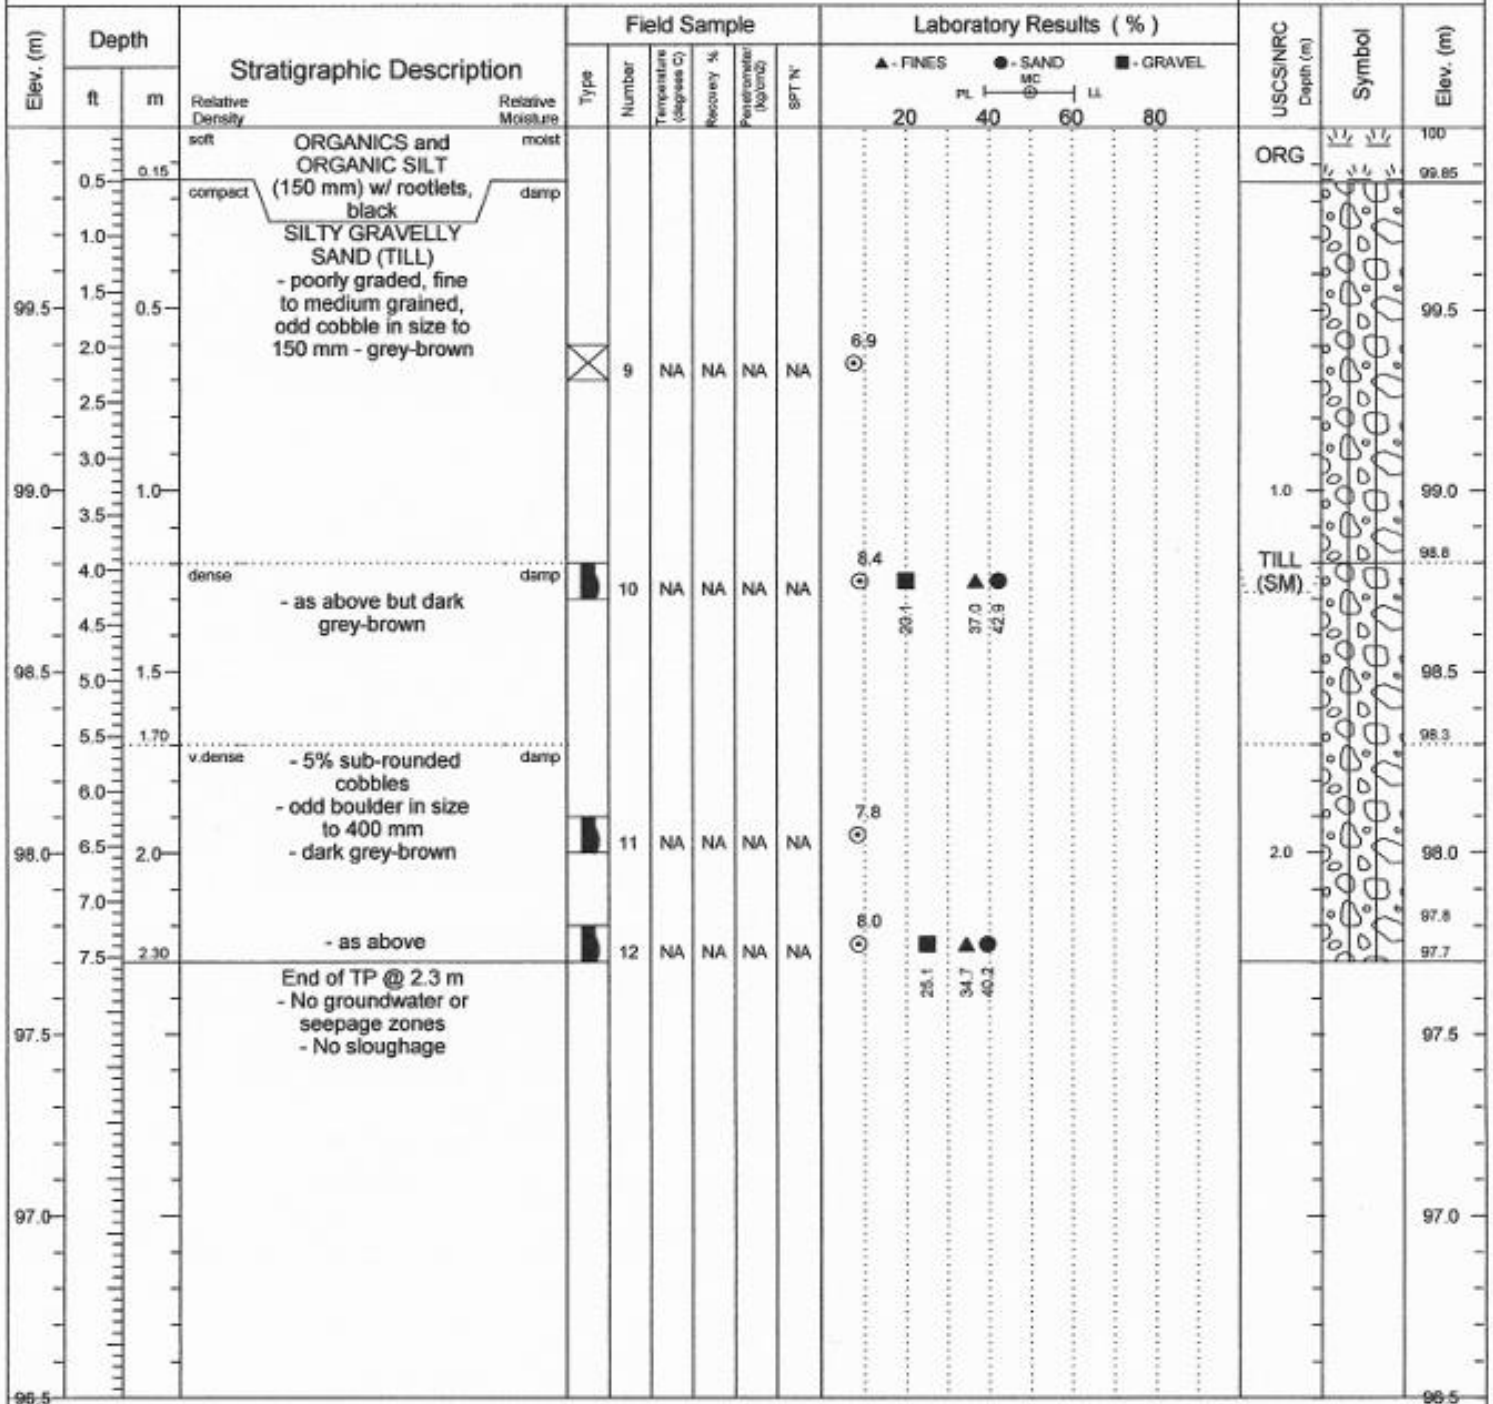 Elev. (m)
Depth
ft
m
Stratigraphic Description
Relative Density
Relative Moisture
Field Sample
Type
Number
Temperature (degrees C)
Recovery %
Penetrometer (kg/cm2)
SPT 'N'
Laboratory Results ( % )
▲ - FINES ● - SAND ■ - GRAVEL
MC
PL LL
20 40 60 80
USCS/NRC
Depth (m)
Symbol
Elev. (m)
soft
ORGANICS and
moist
ORGANIC SILT
(150 mm) w/ rootlets,
black
ORG
100
0.15
99.85
0.5
compact
damp
1.0
SILTY GRAVELLY
SAND (TILL)
- poorly graded, fine
to medium grained,
odd cobble in size to
150 mm - grey-brown
1.5
99.5
0.5
99.5
2.0
9 NA NA NA NA
6.9
2.5
3.0
99.0
1.0
1.0
99.0
3.5
98.8
4.0
dense
damp
- as above but dark
grey-brown
10 NA NA NA NA
8.4
20.1
37.0
42.9
TILL
(SM)
4.5
98.5
1.5
98.5
5.0
5.5
1.70
98.3
v.dense
damp
- 5% sub-rounded
cobbles
- odd boulder in size
to 400 mm
- dark grey-brown
6.0
11 NA NA NA NA
7.8
98.0
6.5
2.0
2.0
98.0
7.0
97.8
- as above
12 NA NA NA NA
8.0
25.1
34.7
40.2
7.5
2.30
97.7
End of TP @ 2.3 m
- No groundwater or
seepage zones
- No sloughage
97.5
97.5
97.0
97.0
96.5
96.5